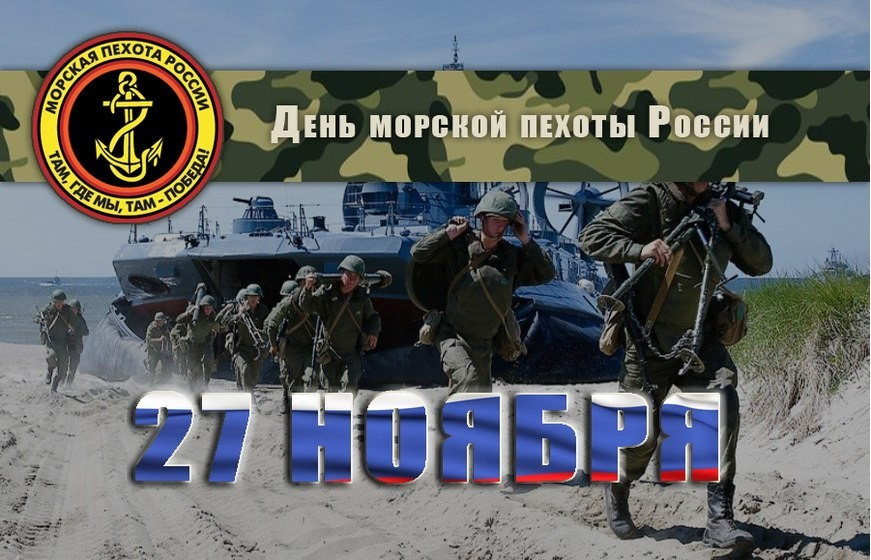 МОРСКАЯ ПЕХОТА РОССИИ
ТАМ, ГДЕ МЫ, ТАМ - ПОБЕДА!
День морской пехоты России
27 НОЯБРЯ